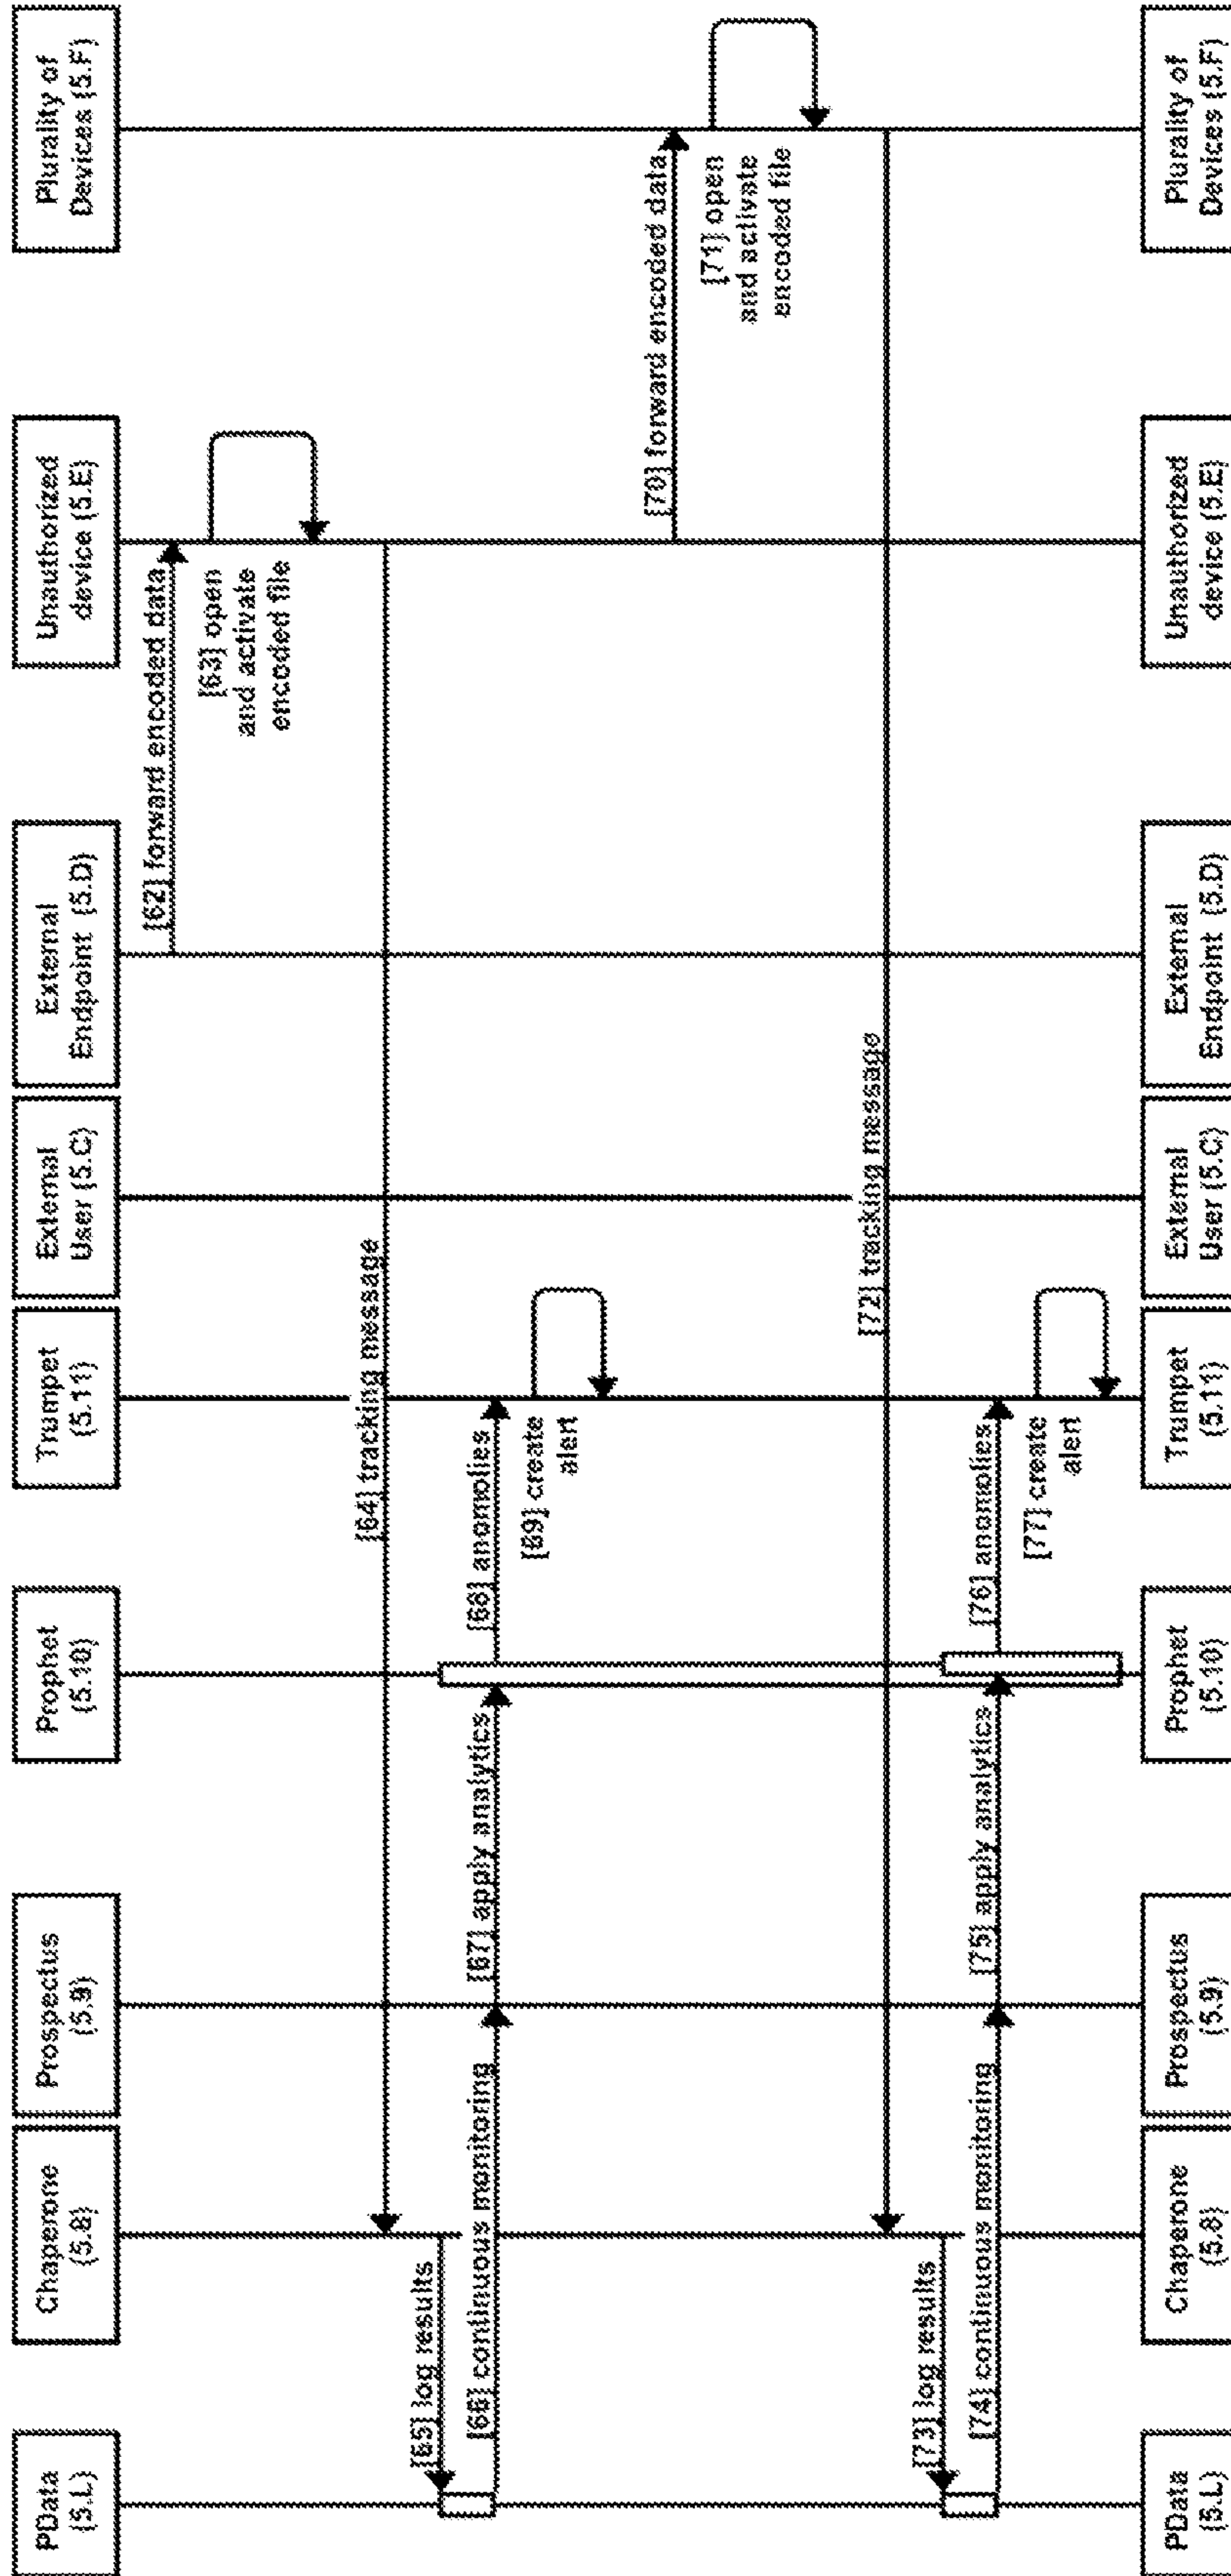 PData
(5.L)
Chaperone
(5.8)
Prospectus
(5.9)
Prophet
(5.10)
Trumpet
(5.11)
External
User (5.C)
External
Endpoint (5.D)
Unauthorized
device (5.E)
Plurality of
Devices (5.F)
[62] forward encoded data
[63] open
and activate
encoded file
[64] tracking message
[65] log results
[66] continuous monitoring
[67] apply analytics
[68] anomolies
[69] create
alert
[70] forward encoded data
[71] open
and activate
encoded file
[72] tracking message
[73] log results
[74] continuous monitoring
[75] apply analytics
[76] anomolies
[77] create
alert
PData
(5.L)
Chaperone
(5.8)
Prospectus
(5.9)
Prophet
(5.10)
Trumpet
(5.11)
External
User (5.C)
External
Endpoint (5.D)
Unauthorized
device (5.E)
Plurality of
Devices (5.F)